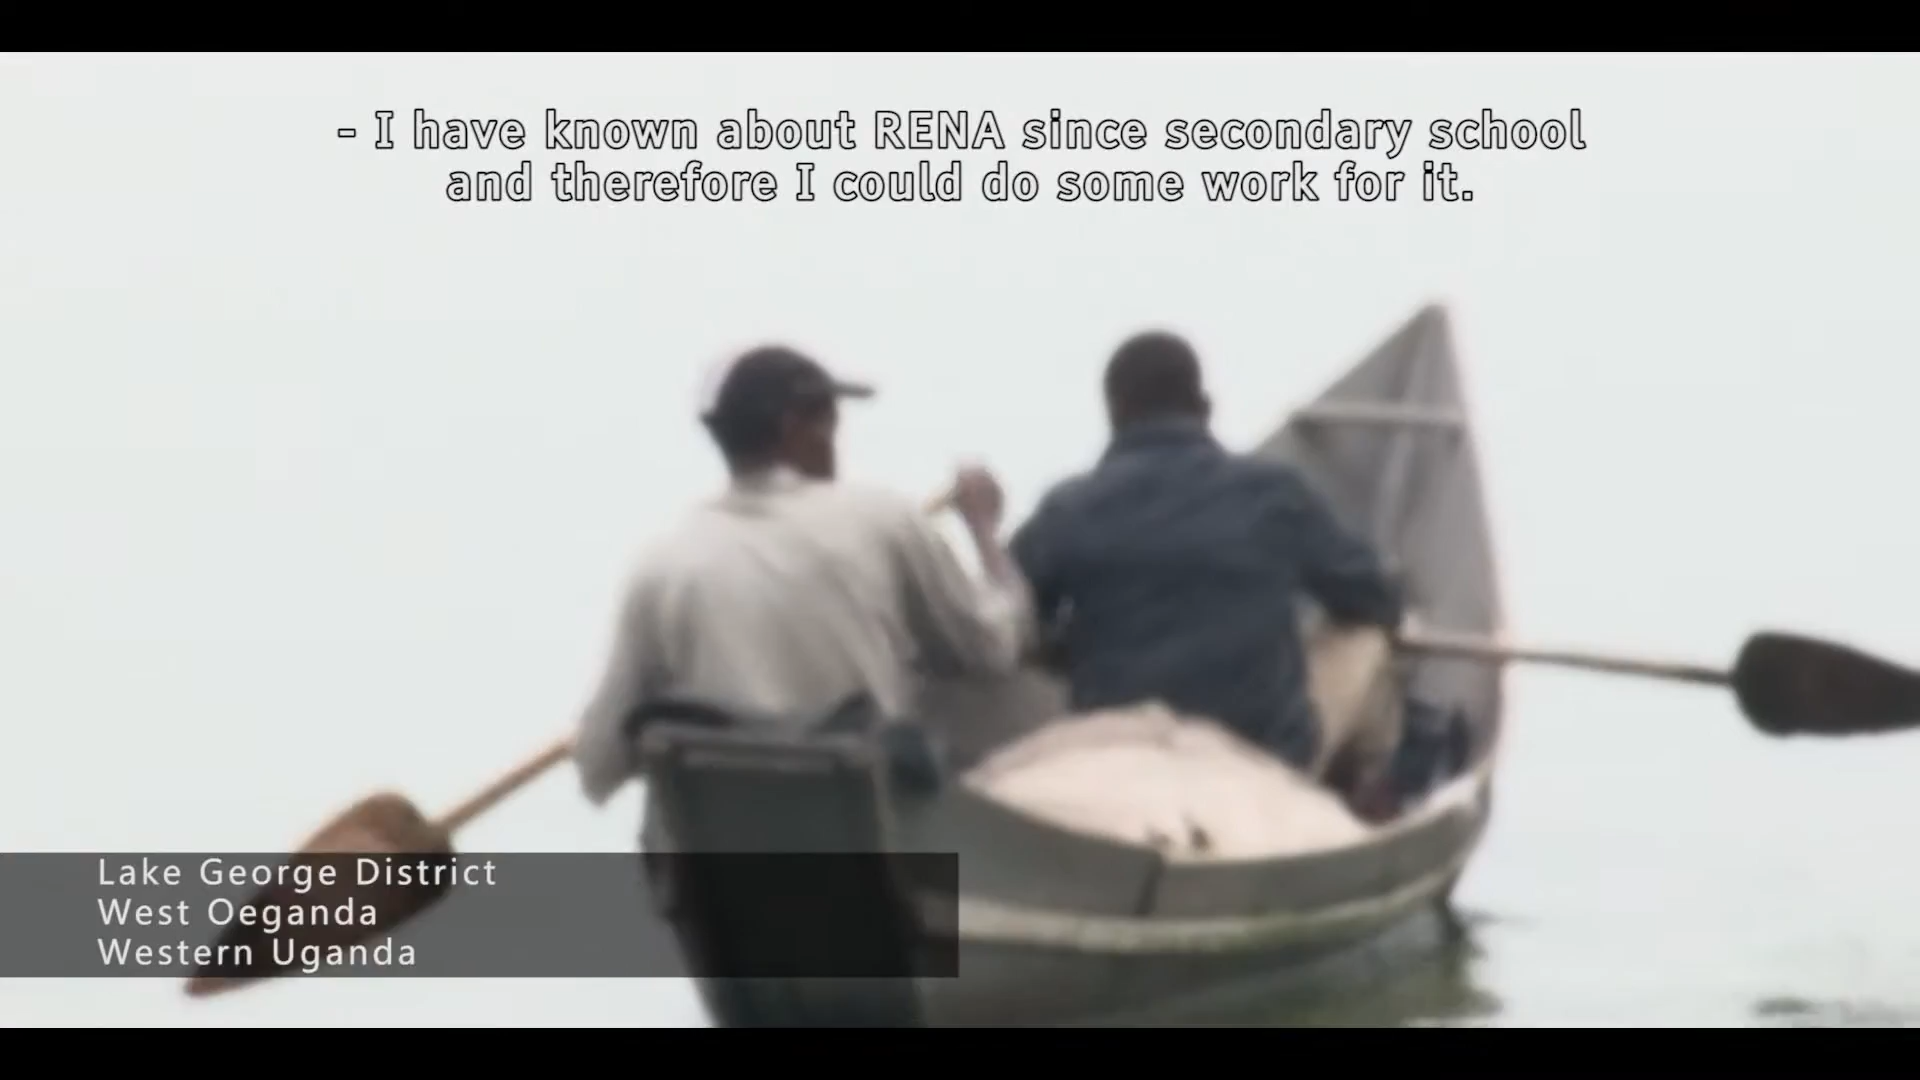 - I have known about RENA since secondary school
and therefore I could do some work for it.
Lake George District
West Oeganda
Western Uganda